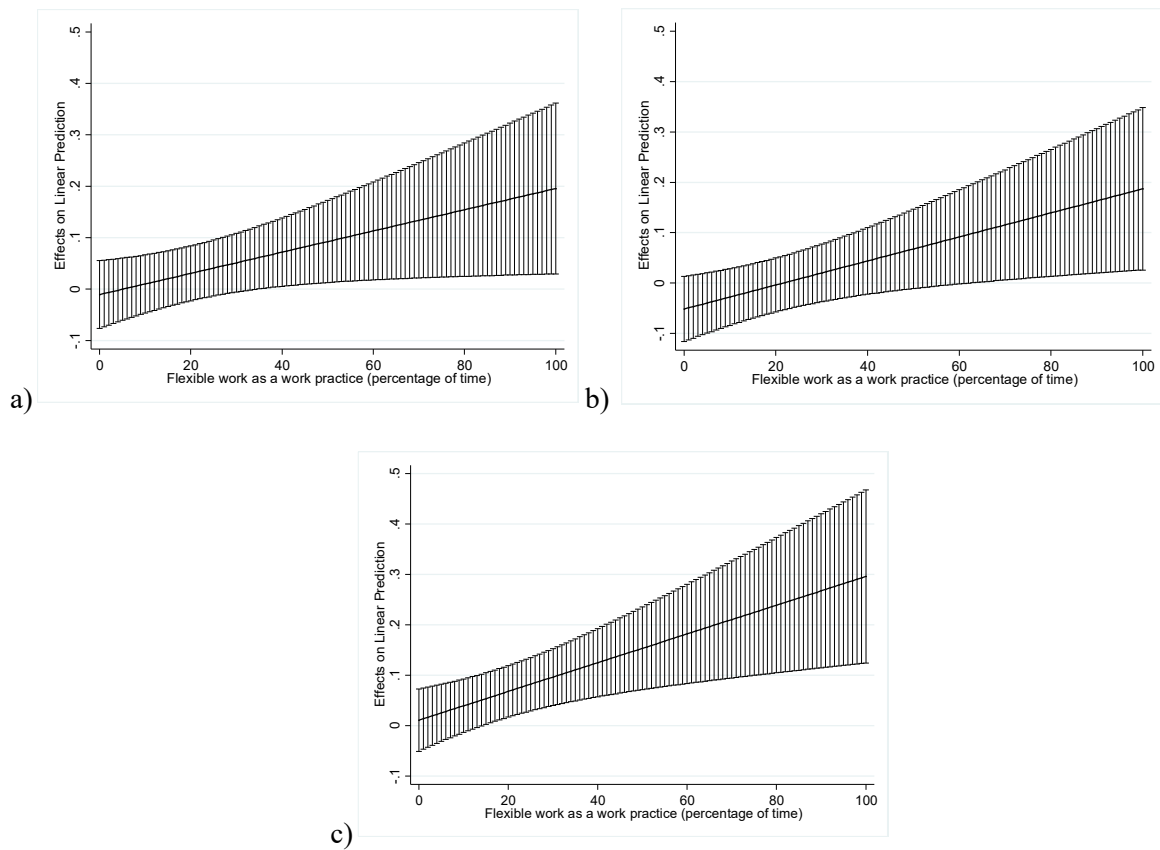 Effects on Linear Prediction
.5
.4
.3
.2
.1
0
-.1
0 20 40 60 80 100
Flexible work as a work practice (percentage of time)
a)
Effects on Linear Prediction
.5
.4
.3
.2
.1
0
-.1
0 20 40 60 80 100
Flexible work as a work practice (percentage of time)
b)
Effects on Linear Prediction
.5
.4
.3
.2
.1
0
-.1
0 20 40 60 80 100
Flexible work as a work practice (percentage of time)
c)